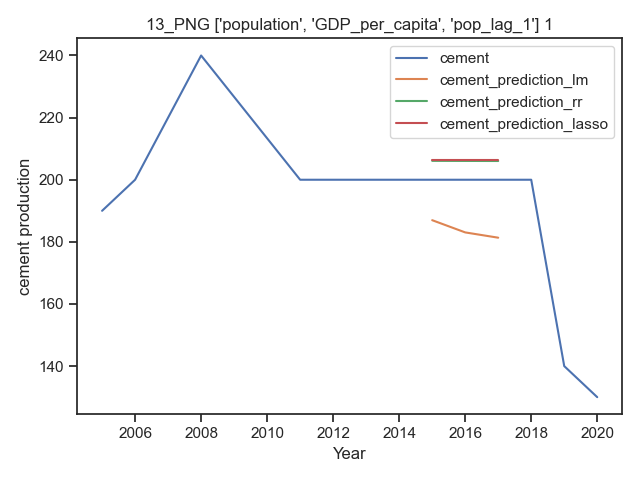 13_PNG ['population', 'GDP_per_capita', 'pop_lag_1'] 1
cement
cement_prediction_lm
cement_prediction_rr
cement_prediction_lasso
cement production
240
220
200
180
160
140
2006 2008 2010 2012 2014 2016 2018 2020
Year